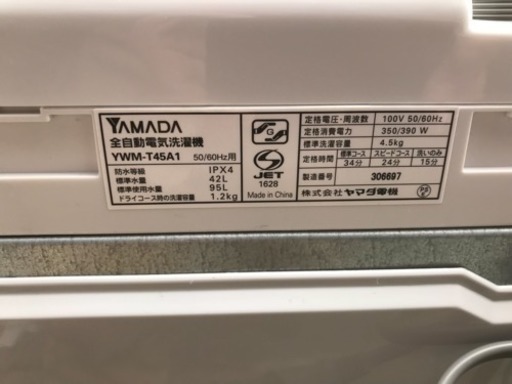 YAMADA
全自動電気洗濯機
YWM-T45A1 50/60Hz用
防水等級 IPX4
標準水量 42L
標準使用水量 95L
ドライコース時の洗濯容量 1.2kg
G
JET
1628
Made in China
定格電圧・周波数 100V 50/60Hz
定格消費電力 350/390 W
標準洗濯容量 4.5kg
定格時間 標準コース スピードコース 洗いのみ
34分 24分 15分
製造番号 306697
株式会社 ヤマダ電機
PS
E